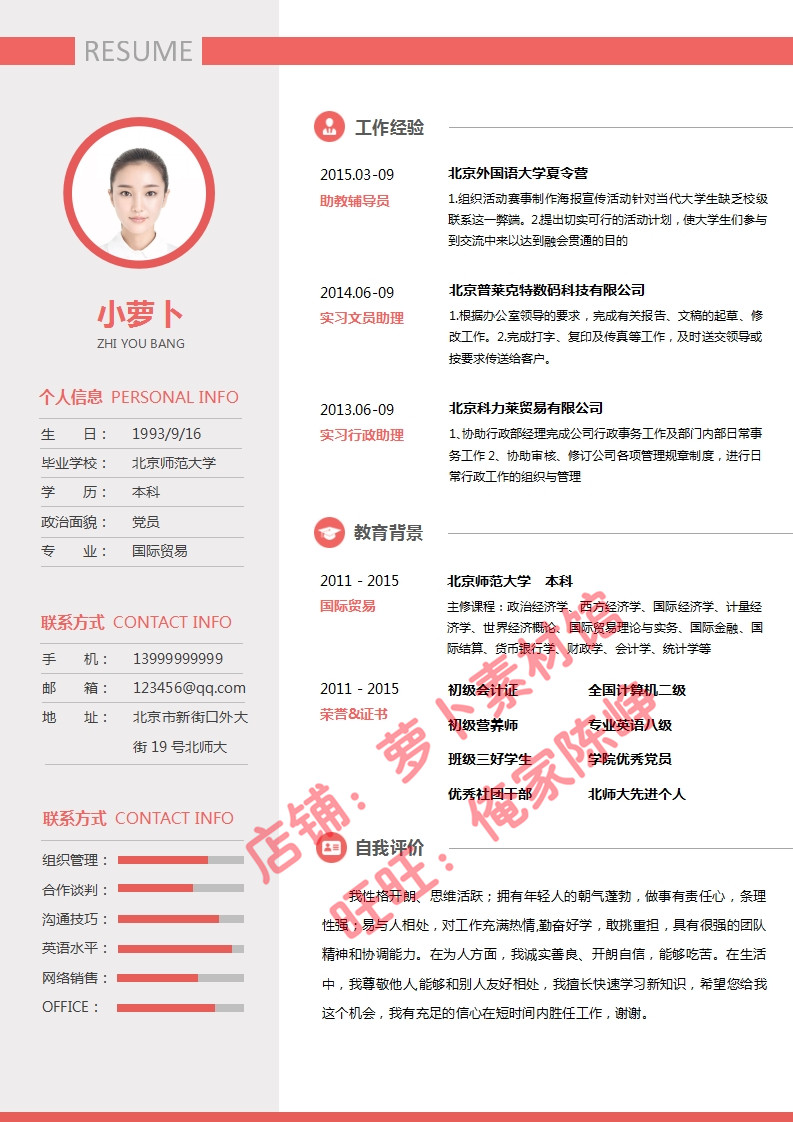 RESUME
小萝卜
ZHI YOU BANG
个人信息 PERSONAL INFO
生 日： 1993/9/16
毕业学校： 北京师范大学
学 历： 本科
政治面貌： 党员
专 业： 国际贸易
联系方式 CONTACT INFO
手 机： 13999999999
邮 箱： 123456@qq.com
地 址： 北京市新街口外大
街 19 号北师大
联系方式 CONTACT INFO
组织管理：
合作谈判：
沟通技巧：
英语水平：
网络销售：
OFFICE：
工作经验
2015.03-09 北京外国语大学夏令营
助教辅导员
1.组织活动赛事制作海报宣传活动针对当代大学生缺乏校级
联系这一弊端。2.提出切实可行的活动计划，使大学生们参与
到交流中来以达到融会贯通的目的
2014.06-09 北京普莱克特数码科技有限公司
实习文员助理
1.根据办公室领导的要求，完成有关报告、文稿的起草、修
改工作。2.完成打字、复印及传真等工作，及时送交领导或
按要求传送给客户。
2013.06-09 北京科力莱贸易有限公司
实习行政助理
1、协助行政部经理完成公司行政事务工作及部门内部日常事
务工作 2、协助审核、修订公司各项管理规章制度，进行日
常行政工作的组织与管理
教育背景
2011 - 2015 北京师范大学 本科
国际贸易
主修课程：政治经济学、西方经济学、国际经济学、计量经
济学、世界经济概论、国际贸易理论与实务、国际金融、国
际结算、货币银行学、财政学、会计学、统计学等
2011 - 2015 初级会计证 全国计算机二级
荣誉&证书
初级营养师 专业英语八级
班级三好学生 学院优秀党员
优秀社团干部 北师大先进个人
自我评价
我性格开朗、思维活跃；拥有年轻人的朝气蓬勃，做事有责任心，条理
性强；易与人相处，对工作充满热情,勤奋好学，敢挑重担，具有很强的团队
精神和协调能力。在为人方面，我诚实善良、开朗自信，能够吃苦。在生活
中，我尊敬他人,能够和别人友好相处，我擅长快速学习新知识，希望您给我
这个机会，我有充足的信心在短时间内胜任工作，谢谢。
店铺：萝卜素材馆
旺旺：俺家陈峥